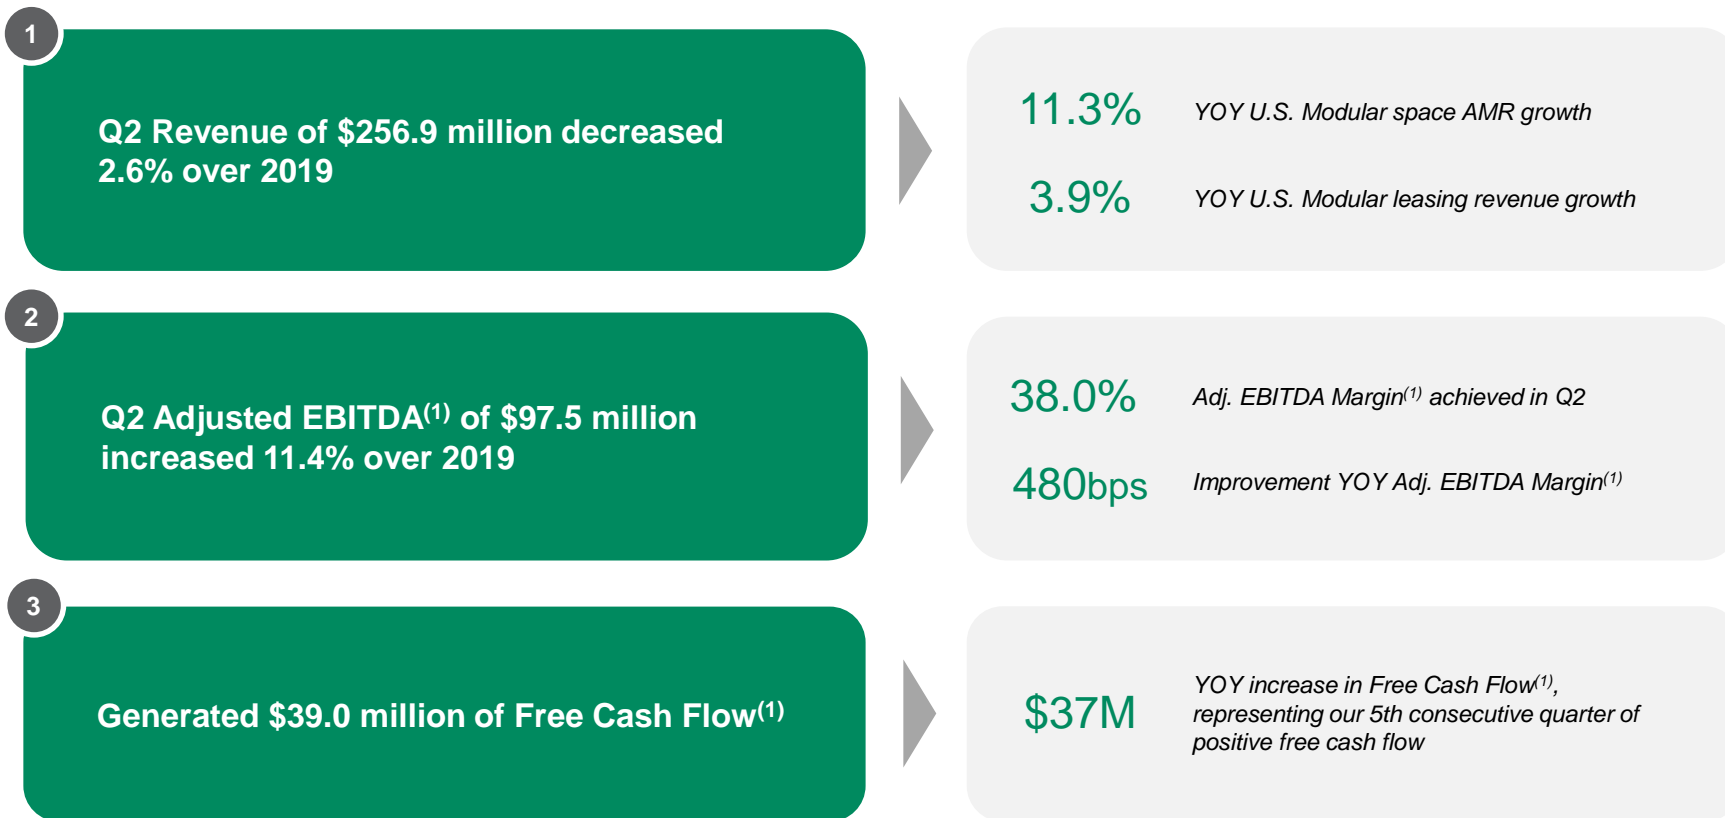 1
Q2 Revenue of $256.9 million decreased
2.6% over 2019
11.3%
YOY U.S. Modular space AMR growth
3.9%
YOY U.S. Modular leasing revenue growth
2
Q2 Adjusted EBITDA(1) of $97.5 million
increased 11.4% over 2019
38.0%
Adj. EBITDA Margin(1) achieved in Q2
480bps
Improvement YOY Adj. EBITDA Margin(1)
3
Generated $39.0 million of Free Cash Flow(1)
$37M
YOY increase in Free Cash Flow(1),
representing our 5th consecutive quarter of
positive free cash flow